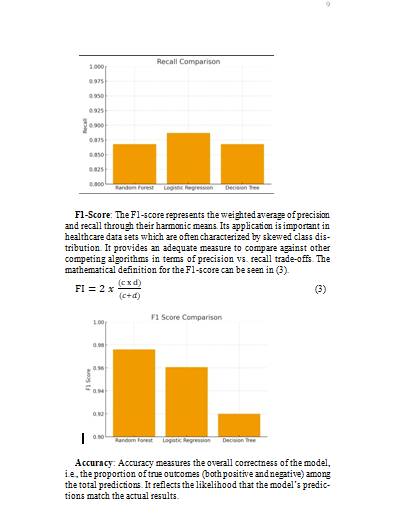 9
Recall Comparison
1.000
0.975
0.950
0.925
0.900
0.875
0.850
0.825
0.800
Recall
Random Forest Logistic Regression Decision Tree
F1-Score: The F1-score represents the weighted average of precision
and recall through their harmonic means. Its application is important in
healthcare data sets which are often characterized by skewed class dis-
tribution. It provides an adequate measure to compare against other
competing algorithms in terms of precision vs. recall trade-offs. The
mathematical definition for the F1-score can be seen in (3).
FI = 2 x (c x d) / (c+d) (3)
F1 Score Comparison
1.00
0.98
0.96
0.94
0.92
0.90
F1 Score
Random Forest Logistic Regression Decision Tree
Accuracy: Accuracy measures the overall correctness of the model,
i.e., the proportion of true outcomes (both positive and negative) among
the total predictions. It reflects the likelihood that the model's predic-
tions match the actual results.